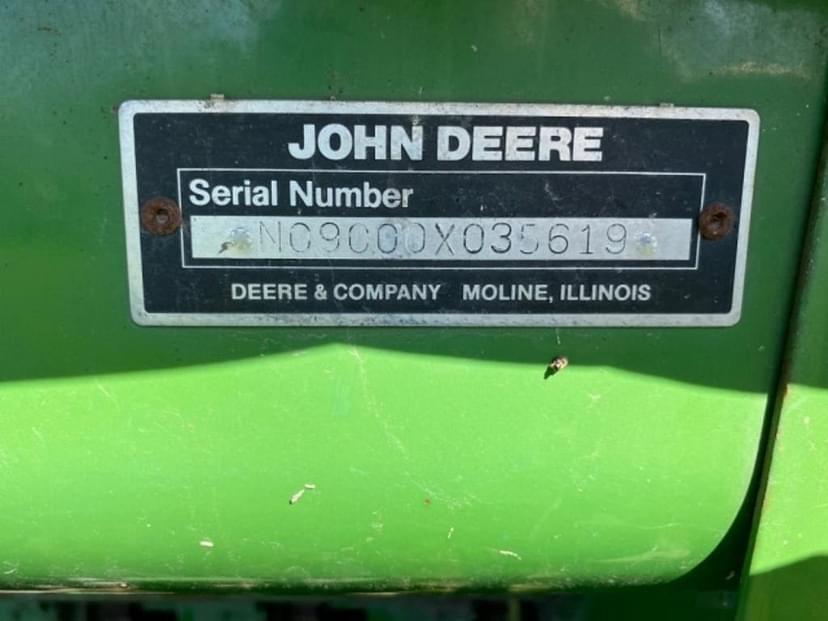 JOHN DEERE
Serial Number
N09000X035619
DEERE & COMPANY MOLINE, ILLINOIS